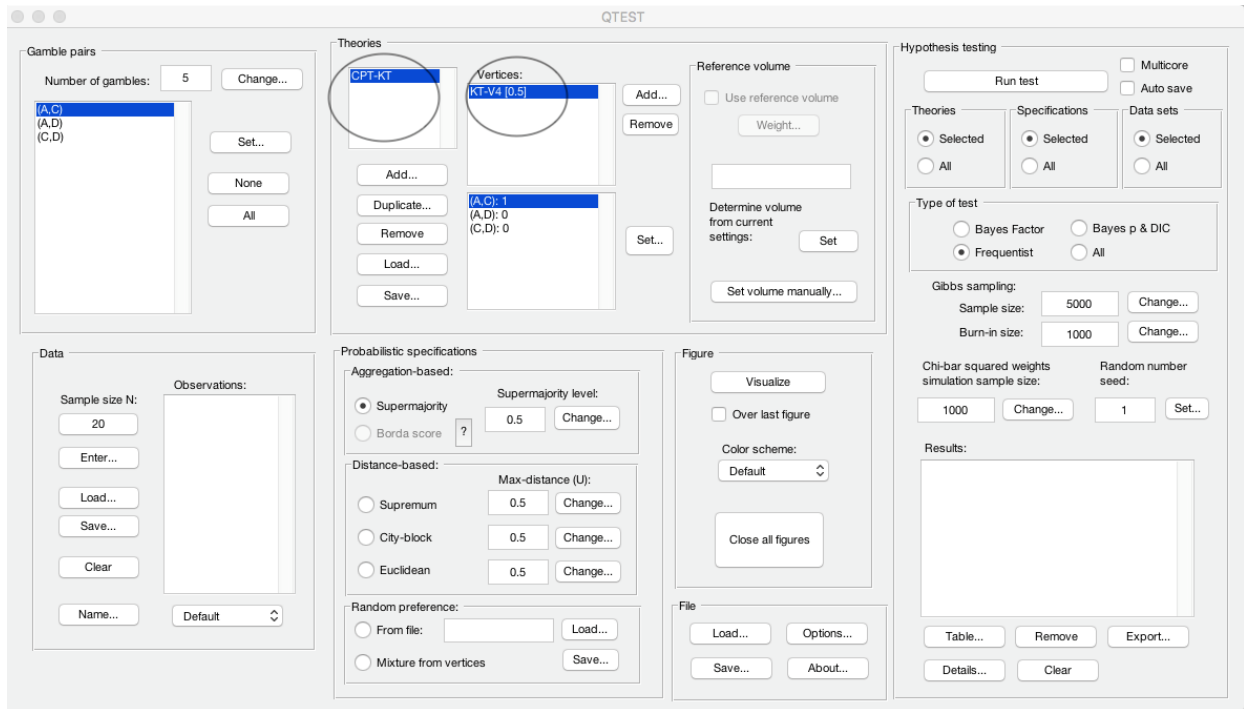 QTEST
Gamble pairs
Number of gambles: 5 Change...
(A,C)
(A,D)
(C,D)
Set...
None
All
Theories
CPT-KT
Vertices:
KT-V4 [0.5]
Add...
Remove
Add...
Duplicate...
Remove
Load...
Save...
(A,C): 1
(A,D): 0
(C,D): 0
Set...
Reference volume
Use reference volume
Weight...
Determine volume
from current
settings: Set
Set volume manually...
Hypothesis testing
Run test
Multicore
Auto save
Theories
Selected
All
Specifications
Selected
All
Data sets
Selected
All
Type of test
Bayes Factor Bayes p & DIC
Frequentist All
Gibbs sampling:
Sample size: 5000 Change...
Burn-in size: 1000 Change...
Chi-bar squared weights
simulation sample size:
1000 Change...
Random number
seed:
1 Set...
Results:
Table... Remove Export...
Details... Clear
Data
Sample size N:
20
Enter...
Load...
Save...
Clear
Name...
Observations:
Default
Probabilistic specifications
Aggregation-based:
Supermajority level:
Supermajority 0.5 Change...
Borda score ?
Distance-based:
Max-distance (U):
Supremum 0.5 Change...
City-block 0.5 Change...
Euclidean 0.5 Change...
Random preference:
From file: Load...
Mixture from vertices Save...
Figure
Visualize
Over last figure
Color scheme:
Default
Close all figures
File
Load... Options...
Save... About...